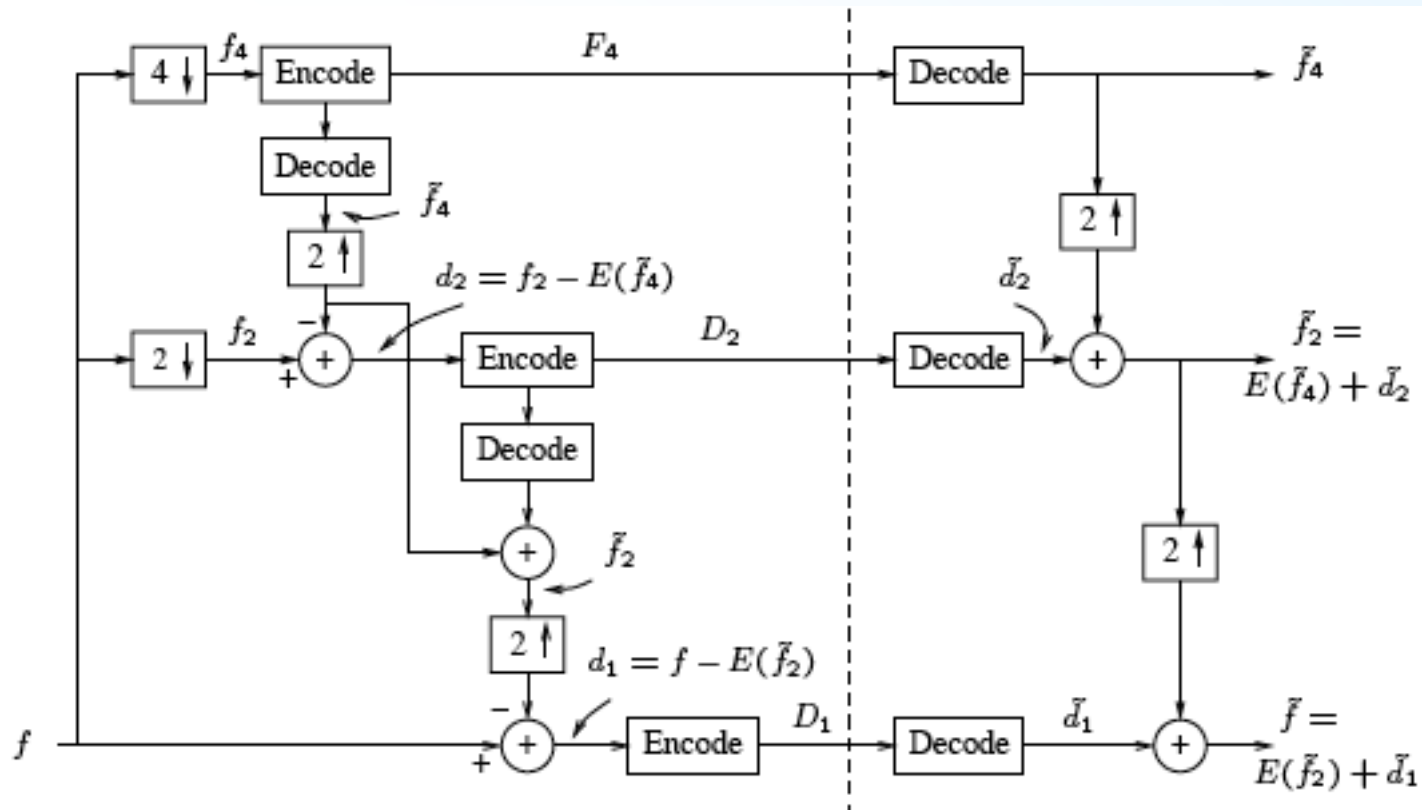 4 ↓
f₄
Encode
F₄
Decode
f̃₄
Decode
f̃₄
2 ↑
2 ↑
d₂ = f₂ − E(f̃₄)
d̃₂
−
2 ↓
f₂
+
+
Encode
D₂
Decode
+
f̃₂ =
E(f̃₄) + d̃₂
Decode
+
f̃₂
2 ↑
2 ↑
d₁ = f − E(f̃₂)
−
f
+
+
Encode
D₁
Decode
d̃₁
+
f̃ =
E(f̃₂) + d̃₁